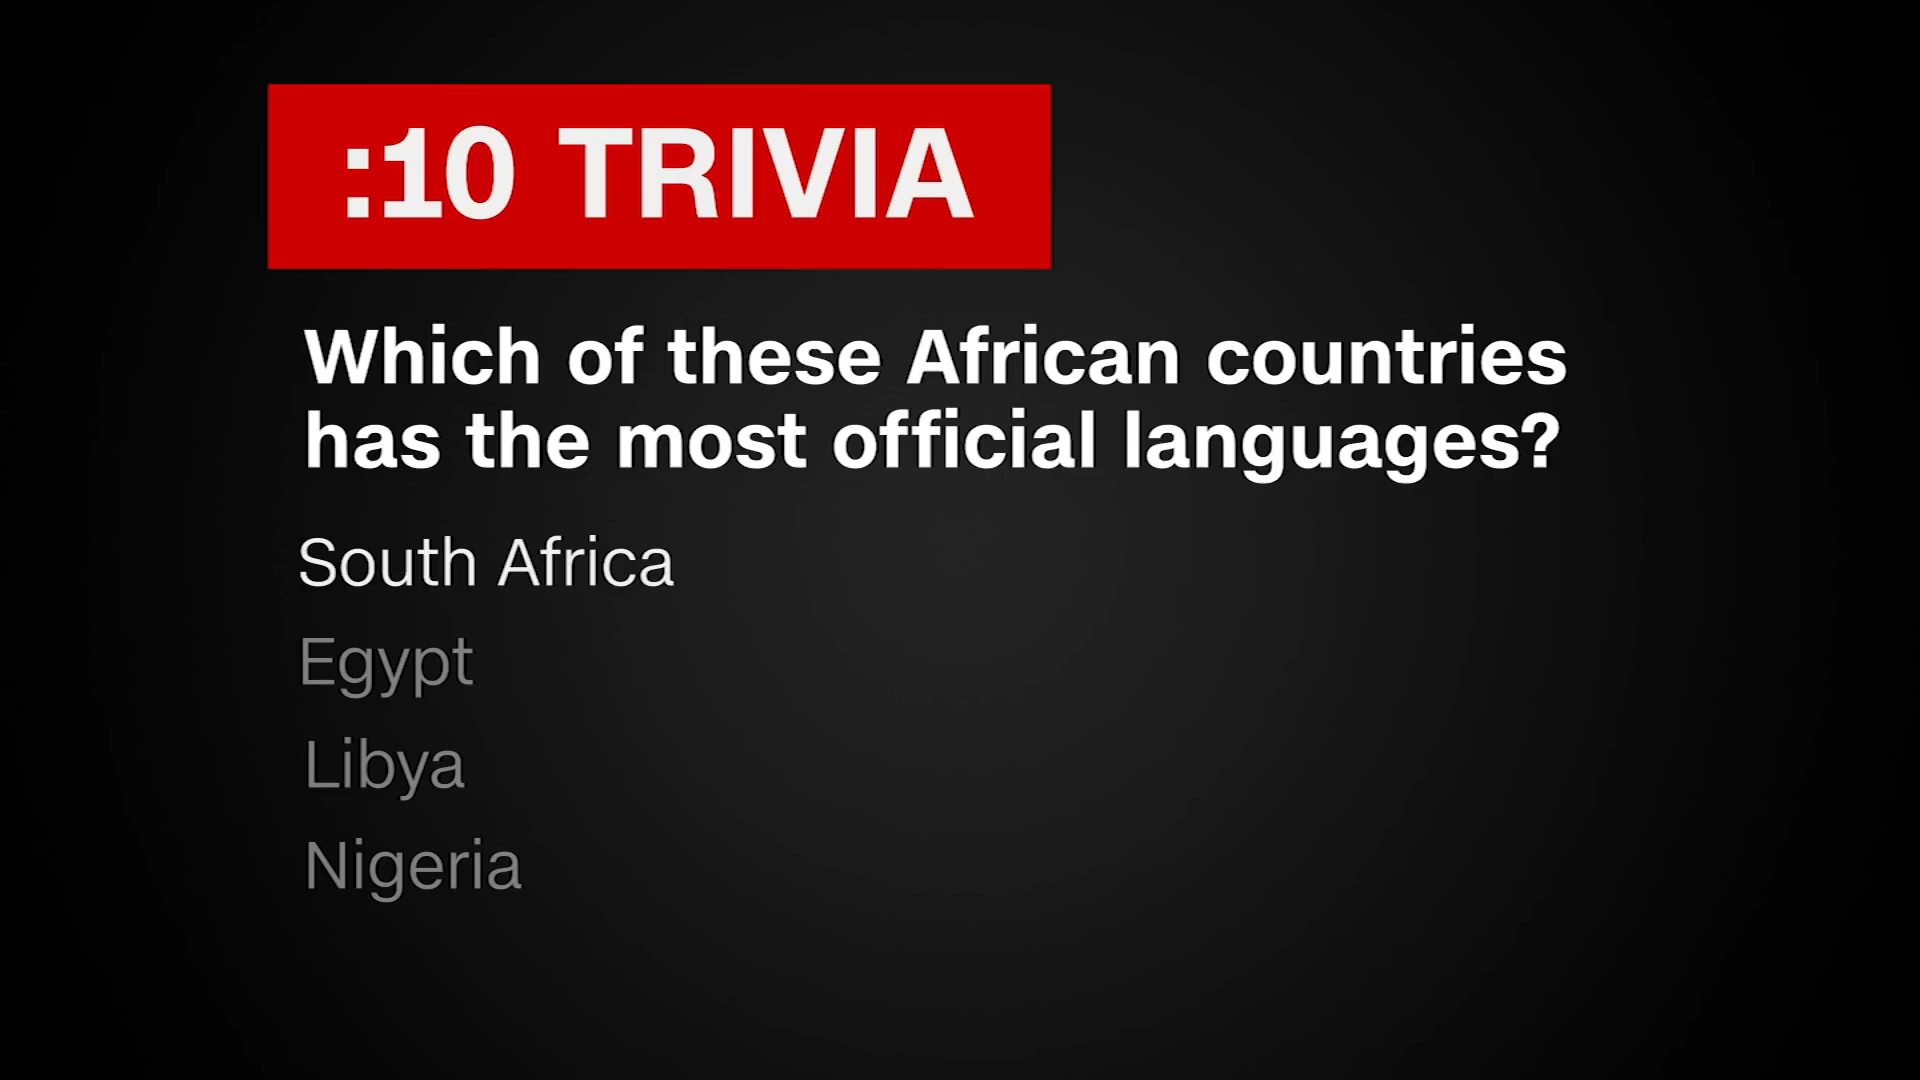 :10 TRIVIA
Which of these African countries
has the most official languages?
South Africa
Egypt
Libya
Nigeria